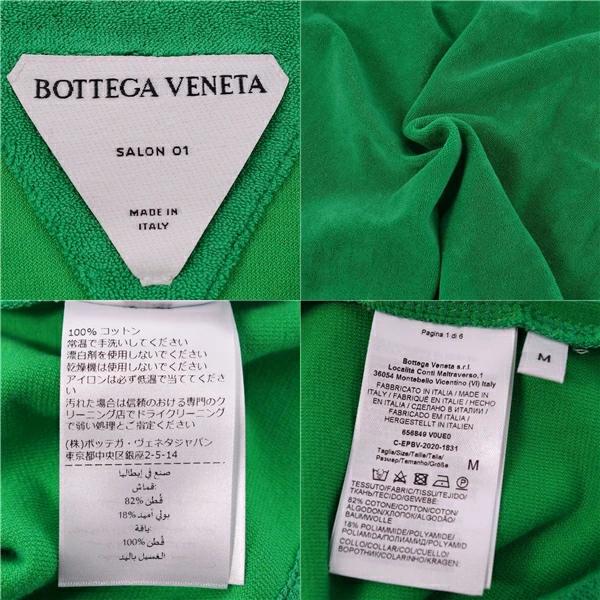 BOTTEGA VENETA
SALON 01
MADE IN
ITALY
100% コットン
常温で手洗いしてください
漂白剤を使用しないでください
乾燥機は使用しないでください
アイロンは必ず低温で当ててください
汚れた場合は信頼のおける専門のク
リーニング店でドライクリーニング
で弱い処理とご指定ください
(株)ボッテガ・ヴェネタジャパン
東京都中央区銀座2-5-14
صنع في إيطاليا
قماش:
قطن 82%
بولي أميد 18%
ياقة:
قطن 100%
الغسيل باليد
Pagina 1 di 6
Bottega Veneta s.r.l.
Località Conti Maltraverso,1
36054 Montebello Vicentino (VI) Italy
FABBRICATO IN ITALIA / MADE IN
ITALY / FABRIQUÉ EN ITALIE / HECHO
EN ITALIA / СДЕЛАНО В ИТАЛИИ /
FABRICADO EM ITÁLIA /
HERGESTELLT IN ITALIEN
656849 V0UE0
C-EPBV-2020-1831
Taglia/Size/Taille/Talla/
Размер/Tamanho/Größe
M
TESSUTO/FABRIC/TISSU/TEJIDO/
ТКАНЬ/TECIDO/GEWEBE
82% COTONE/COTTON/COTON/
ALGODÓN/ХЛОПОК/ALGODÃO/
BAUMWOLLE
18% POLIAMMIDE/POLYAMIDE/
POLIAMIDA/ПОЛИАМИД/POLYAMID
COLLO/COLLAR/COL/CUELLO/
ВОРОТНИК/COLARINHO/KRAGEN:
M